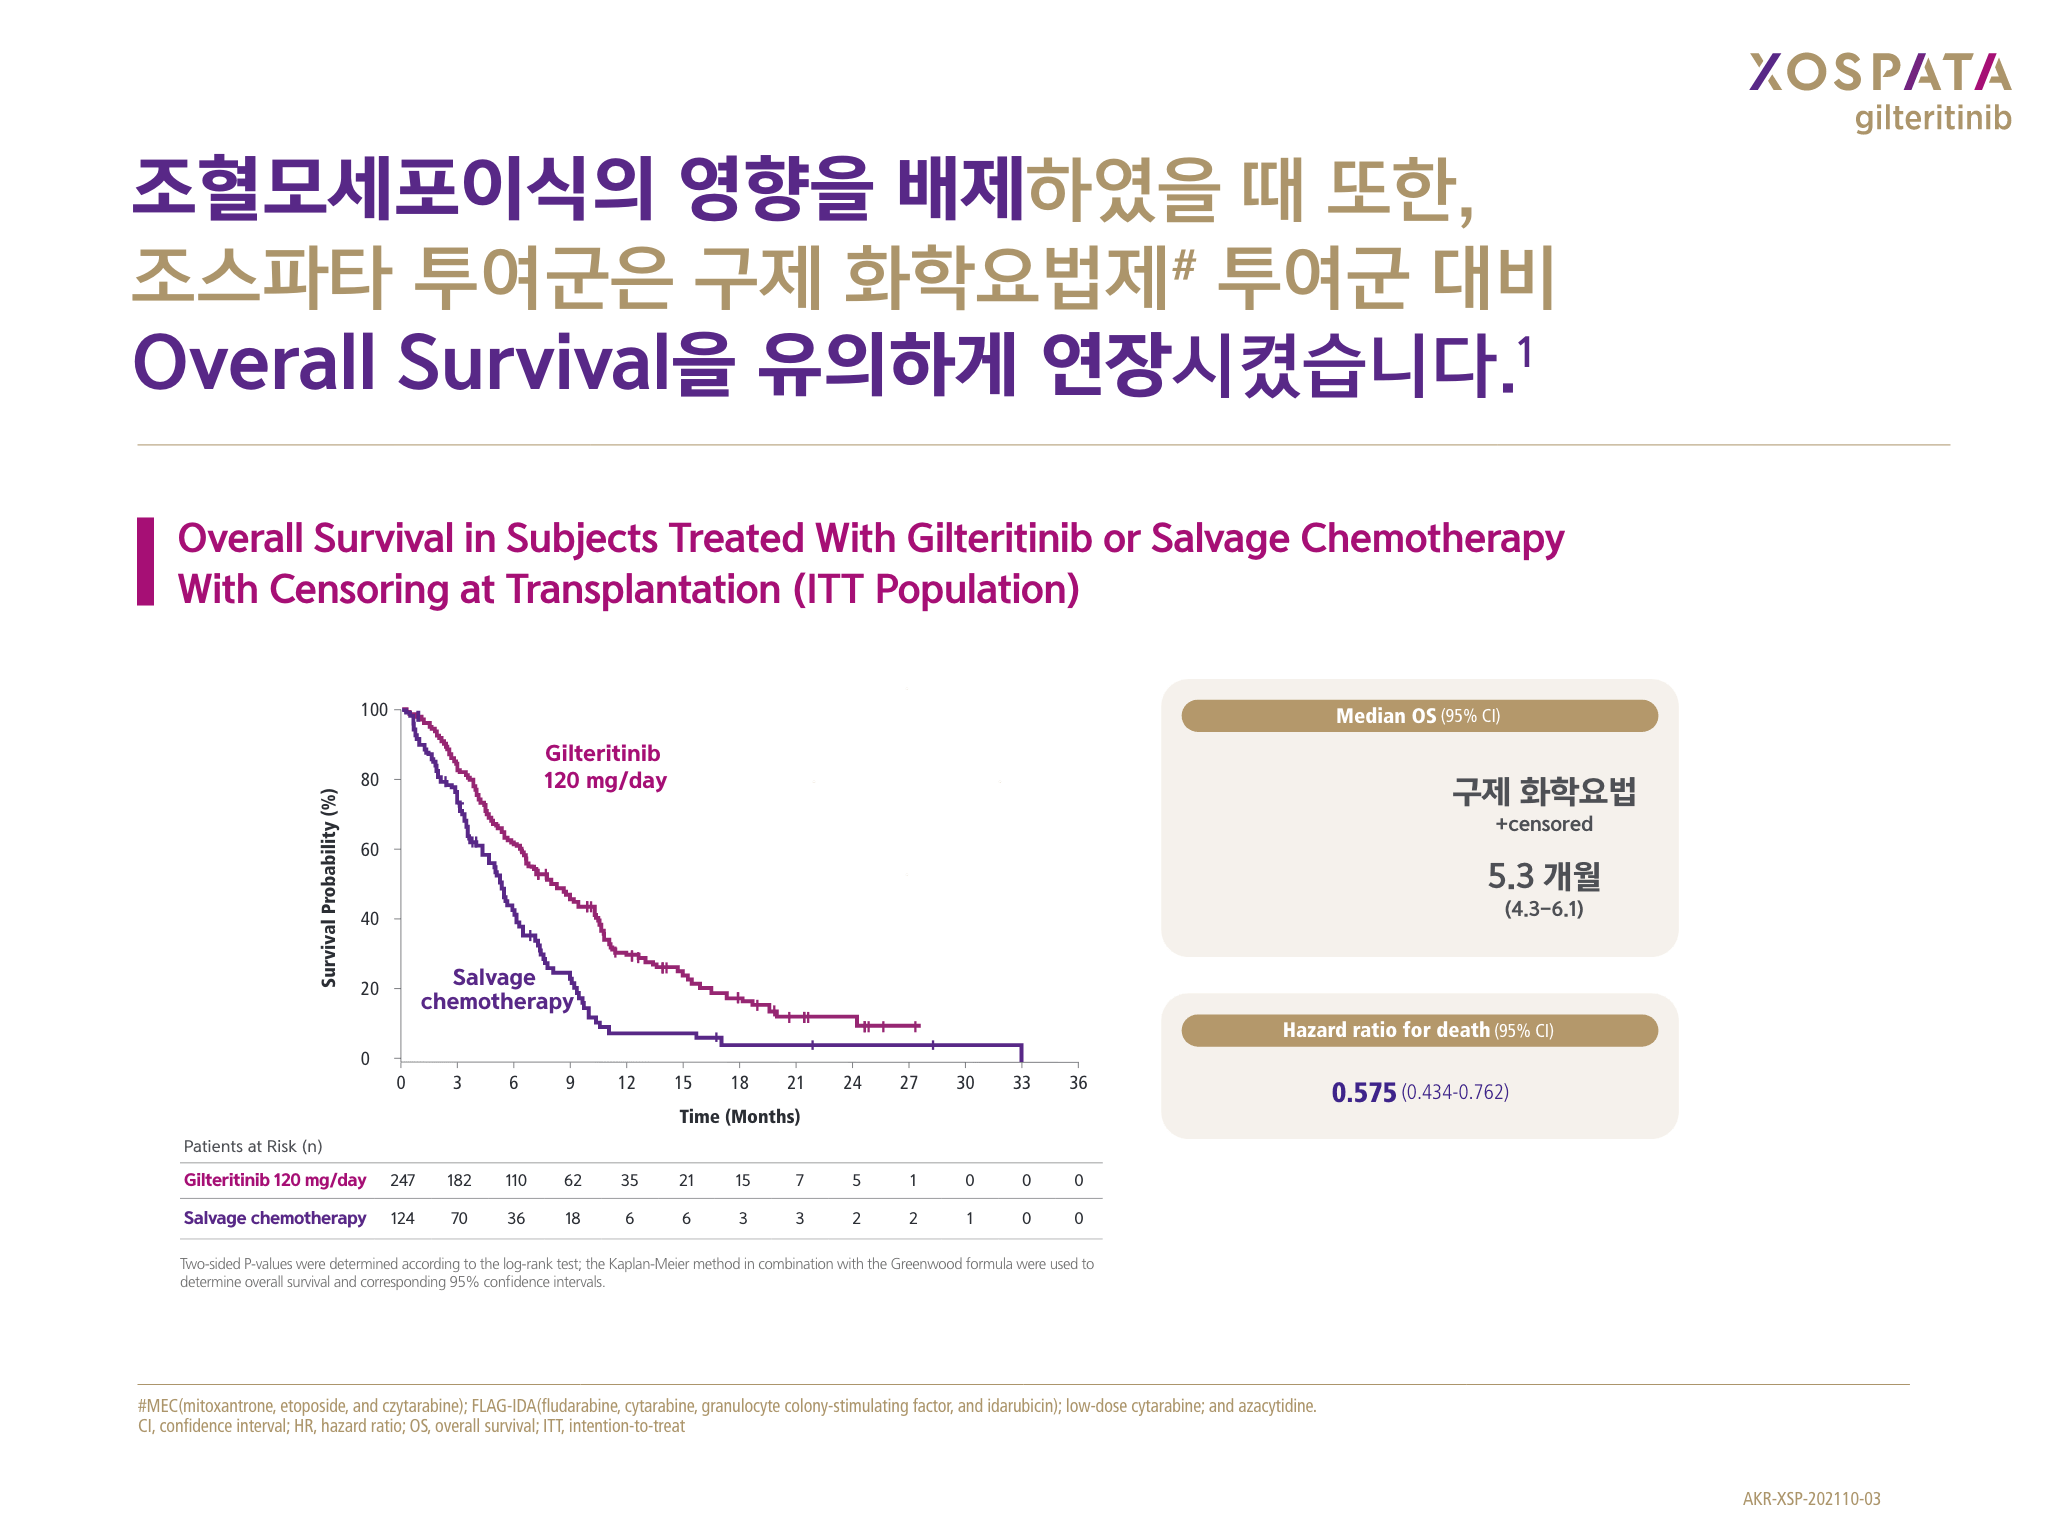 XOSPATA
gilteritinib
조혈모세포이식의 영향을 배제하였을 때 또한,
조스파타 투여군은 구제 화학요법제# 투여군 대비
Overall Survival을 유의하게 연장시켰습니다.1
Overall Survival in Subjects Treated With Gilteritinib or Salvage Chemotherapy
With Censoring at Transplantation (ITT Population)
Survival Probability (%)
100
80
60
40
20
0
Gilteritinib
120 mg/day
Salvage
chemotherapy
0 3 6 9 12 15 18 21 24 27 30 33 36
Time (Months)
Patients at Risk (n)
Gilteritinib 120 mg/day 247 182 110 62 35 21 15 7 5 1 0 0 0
Salvage chemotherapy 124 70 36 18 6 6 3 3 2 2 1 0 0
Two-sided P-values were determined according to the log-rank test; the Kaplan-Meier method in combination with the Greenwood formula were used to
determine overall survival and corresponding 95% confidence intervals.
Median OS (95% CI)
구제 화학요법
+censored
5.3 개월
(4.3–6.1)
Hazard ratio for death (95% CI)
0.575 (0.434-0.762)
#MEC(mitoxantrone, etoposide, and czytarabine); FLAG-IDA(fludarabine, cytarabine, granulocyte colony-stimulating factor, and idarubicin); low-dose cytarabine; and azacytidine.
CI, confidence interval; HR, hazard ratio; OS, overall survival; ITT, intention-to-treat
AKR-XSP-202110-03